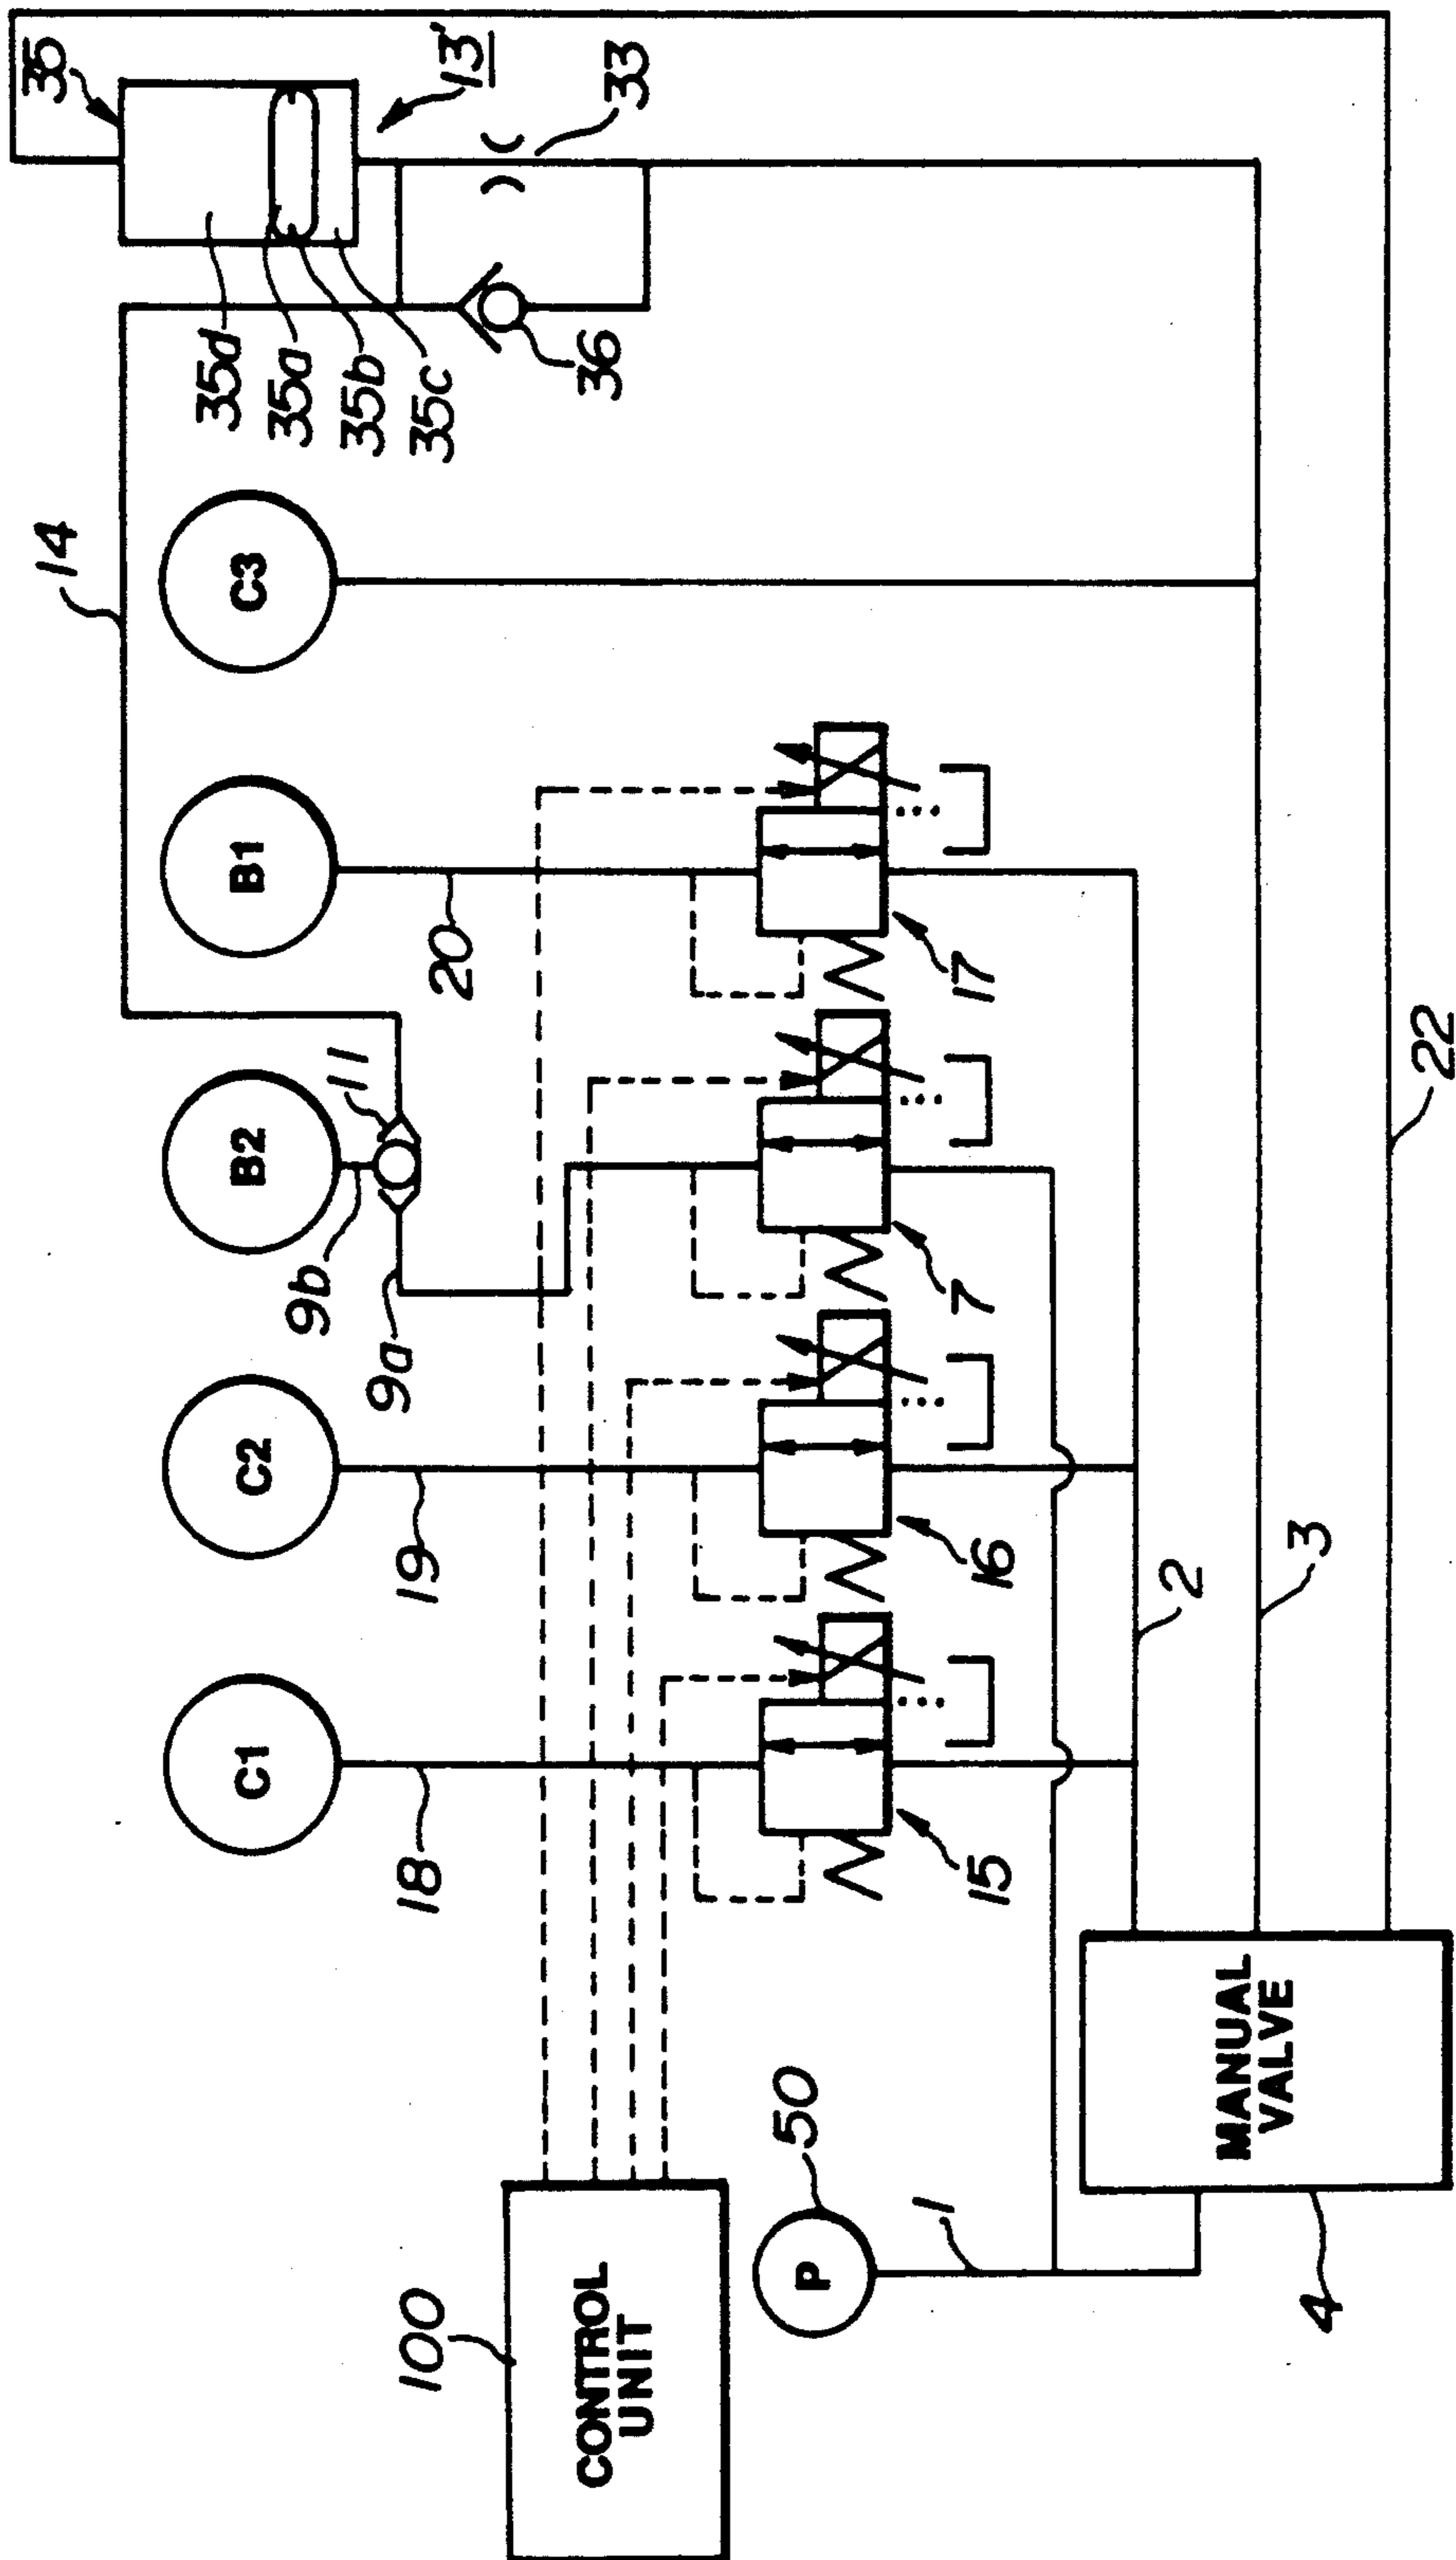 35
13'
33
35d
35a
35b
35c
36
14
C3
B1
20
17
B2
11
9b
9a
7
22
C2
19
16
C1
18
15
2
3
MANUAL
VALVE
4
P
50
1
CONTROL
UNIT
100